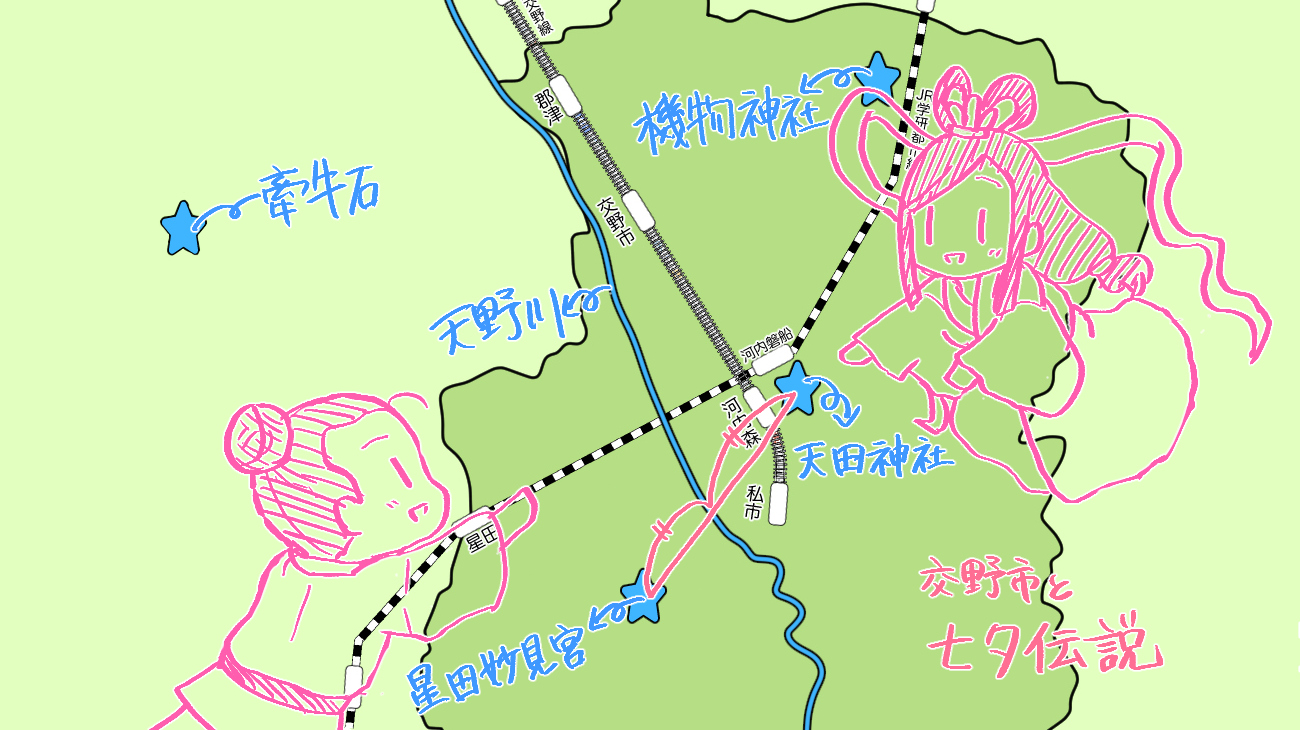 交野線
郡津
機物神社
JR学研都
牽牛石
交野市
天野川
河内磐船
河内森
天田神社
私市
星田
交野市と
七夕伝説
星田妙見宮